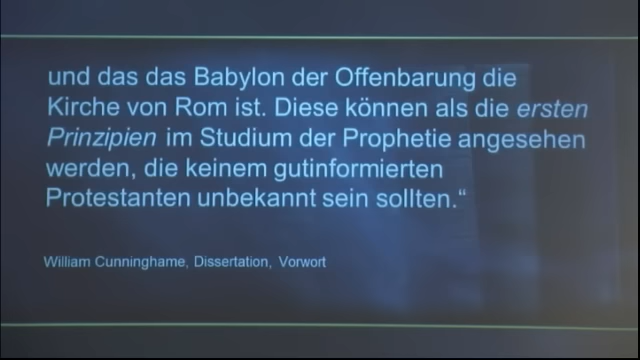 und das das Babylon der Offenbarung die
Kirche von Rom ist. Diese können als die ersten
Prinzipien im Studium der Prophetie angesehen
werden, die keinem gutinformierten
Protestanten unbekannt sein sollten.“
William Cunninghame, Dissertation, Vorwort